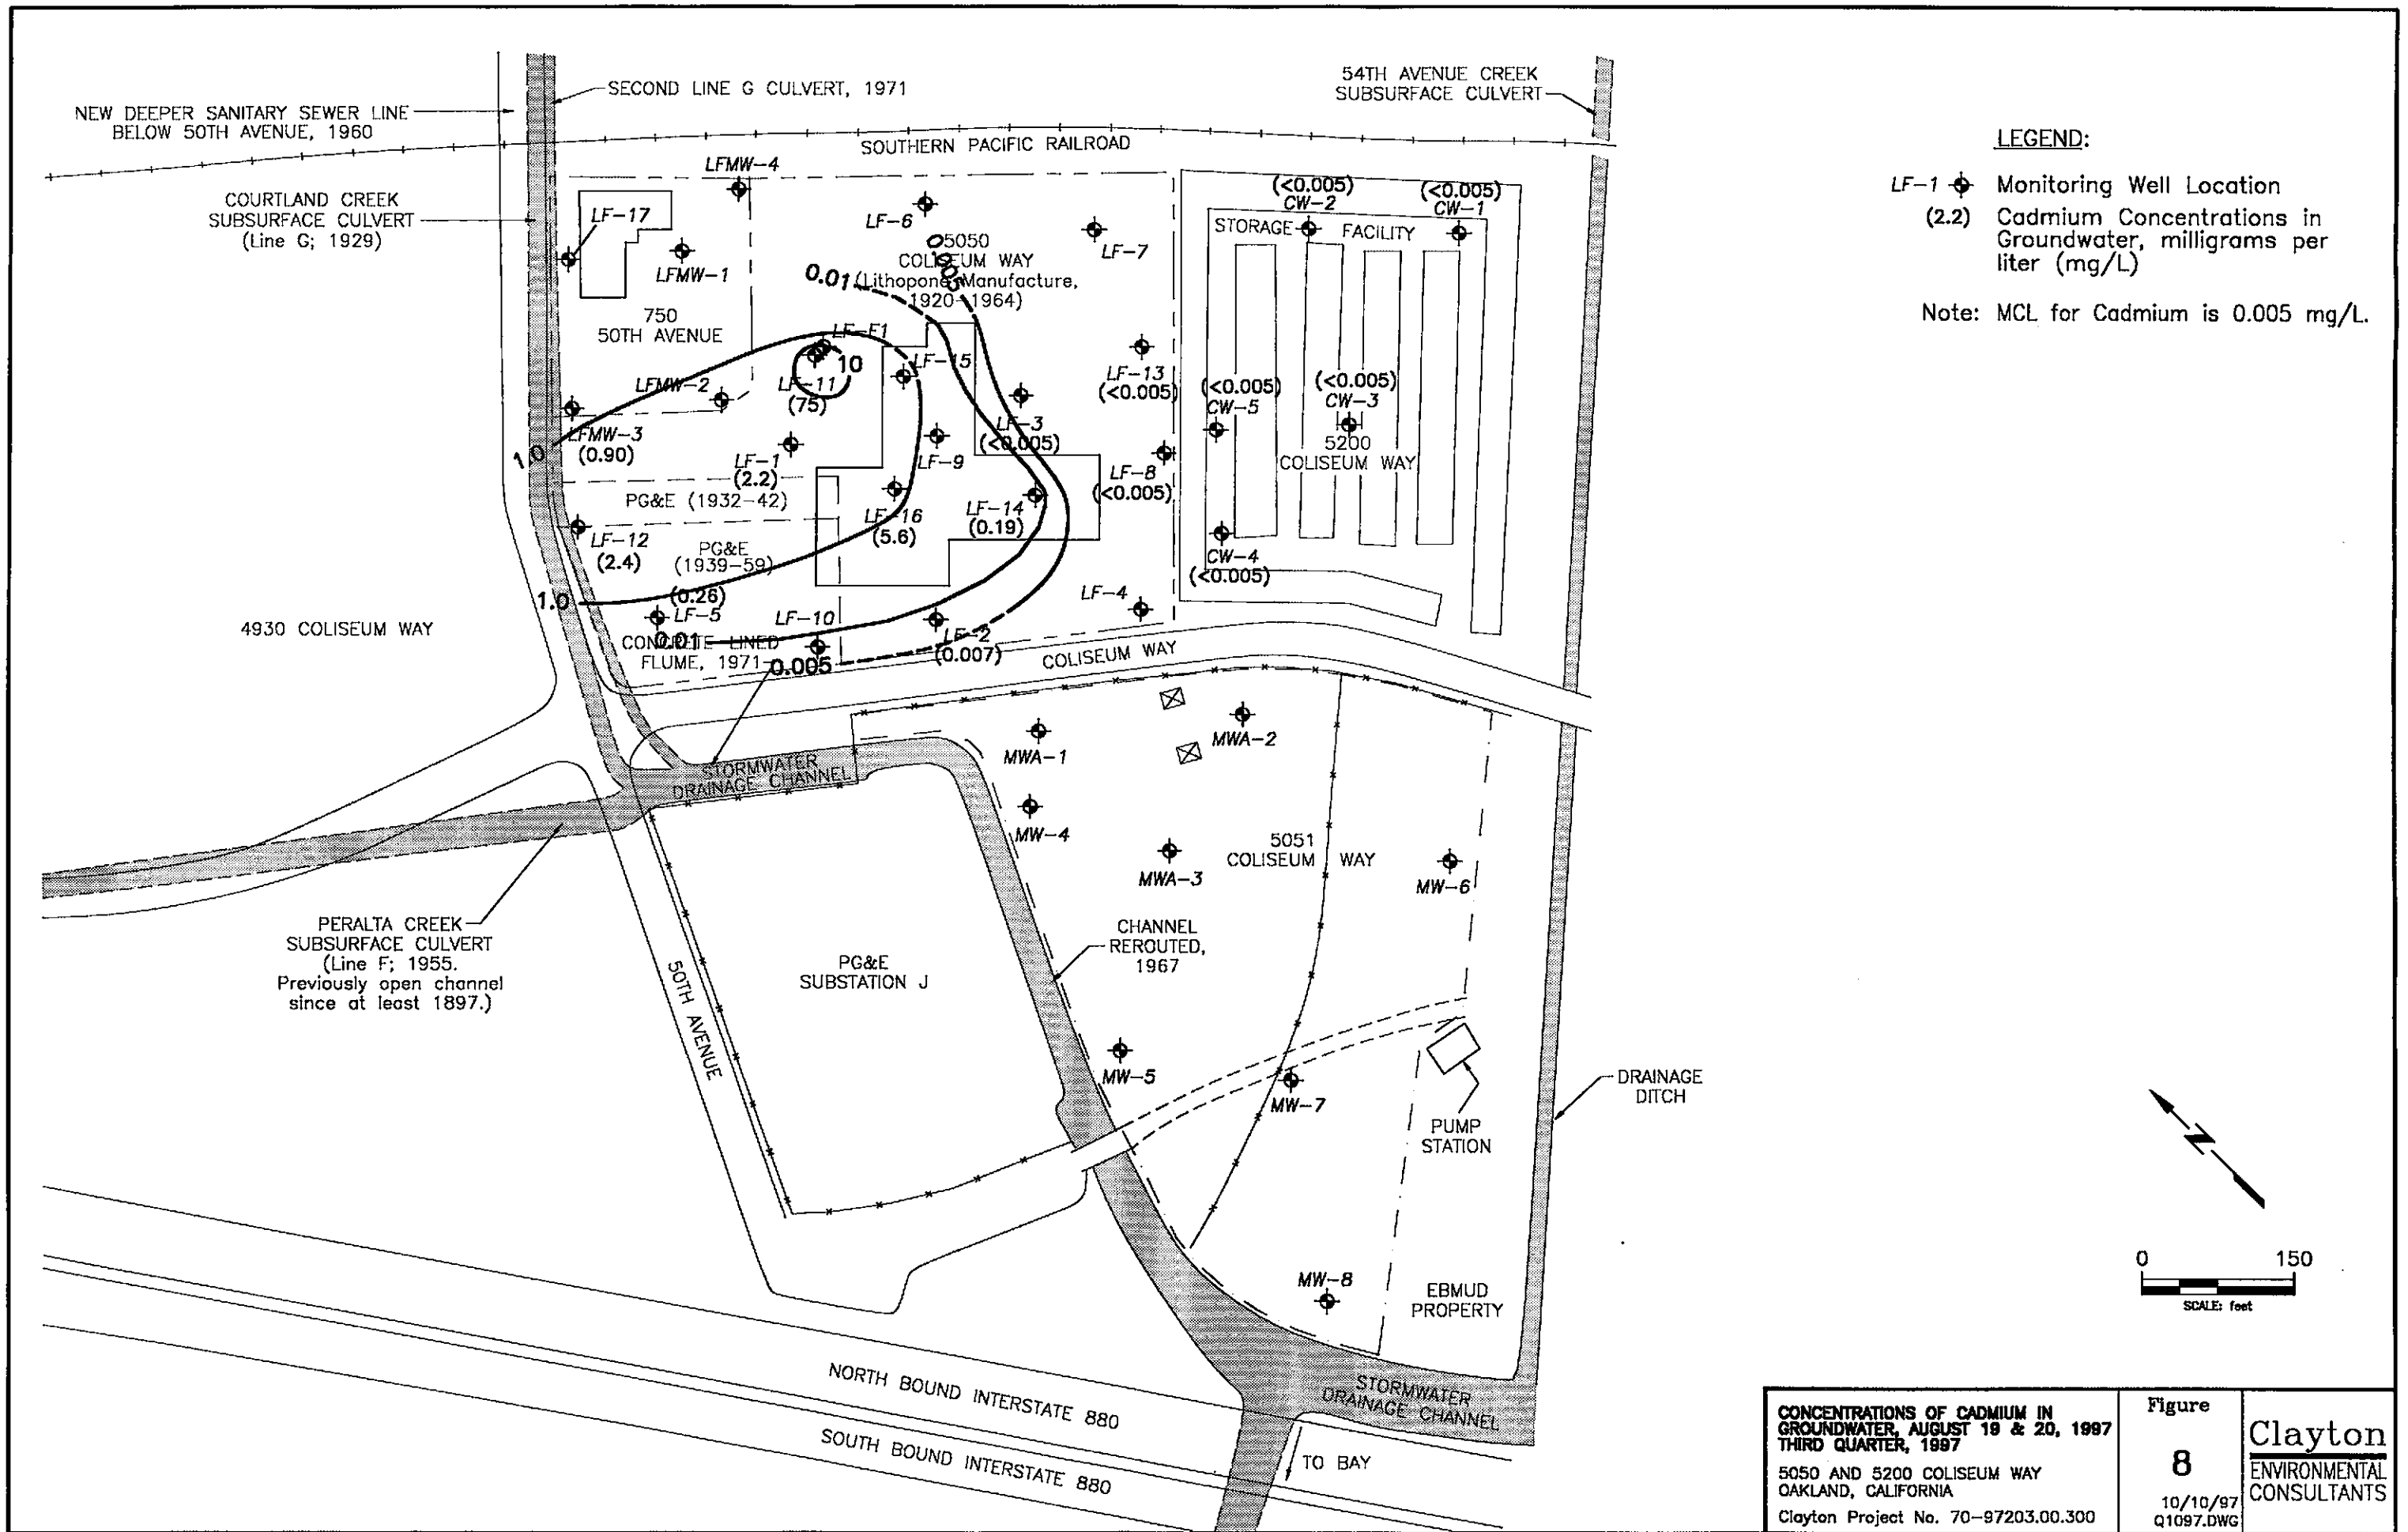 SECOND LINE G CULVERT, 1971
NEW DEEPER SANITARY SEWER LINE
BELOW 50TH AVENUE, 1960
54TH AVENUE CREEK
SUBSURFACE CULVERT
SOUTHERN PACIFIC RAILROAD
COURTLAND CREEK
SUBSURFACE CULVERT
(Line G; 1929)
LFMW-4
LF-17
LFMW-1
LF-6
LF-7
750
50TH AVENUE
5050
COLISEUM WAY
(Lithopone Manufacture,
1920-1964)
0.01
0.005
(<0.005)
CW-2
(<0.005)
CW-1
STORAGE
FACILITY
LF-F1
10
LF-11
(75)
LF-15
LFMW-2
LFMW-3
(0.90)
1.0
LF-1
(2.2)
LF-9
LF-3
(<0.005)
LF-13
(<0.005)
(<0.005)
CW-5
(<0.005)
CW-3
5200
COLISEUM WAY
LF-8
(<0.005)
PG&E (1932-42)
LF-12
(2.4)
PG&E
(1939-59)
LF-16
(5.6)
LF-14
(0.19)
CW-4
(<0.005)
1.0
(0.26)
LF-5
LF-10
LF-4
0.01
LF-2
(0.007)
CONCRETE LINED
FLUME, 1971
0.005
COLISEUM WAY
4930 COLISEUM WAY
STORMWATER
DRAINAGE CHANNEL
MWA-1
MWA-2
MW-4
MWA-3
5051
COLISEUM WAY
MW-6
PERALTA CREEK
SUBSURFACE CULVERT
(Line F; 1955.
Previously open channel
since at least 1897.)
50TH AVENUE
PG&E
SUBSTATION J
CHANNEL
REROUTED,
1967
MW-5
MW-7
PUMP
STATION
DRAINAGE
DITCH
MW-8
EBMUD
PROPERTY
STORMWATER
DRAINAGE CHANNEL
NORTH BOUND INTERSTATE 880
SOUTH BOUND INTERSTATE 880
TO BAY
LEGEND:
LF-1 Monitoring Well Location
(2.2) Cadmium Concentrations in
Groundwater, milligrams per
liter (mg/L)
Note: MCL for Cadmium is 0.005 mg/L.
N
0 150
SCALE: feet
CONCENTRATIONS OF CADMIUM IN
GROUNDWATER, AUGUST 19 & 20, 1997
THIRD QUARTER, 1997
5050 AND 5200 COLISEUM WAY
OAKLAND, CALIFORNIA
Clayton Project No. 70-97203.00.300
Figure
8
10/10/97
Q1097.DWG
Clayton
ENVIRONMENTAL
CONSULTANTS